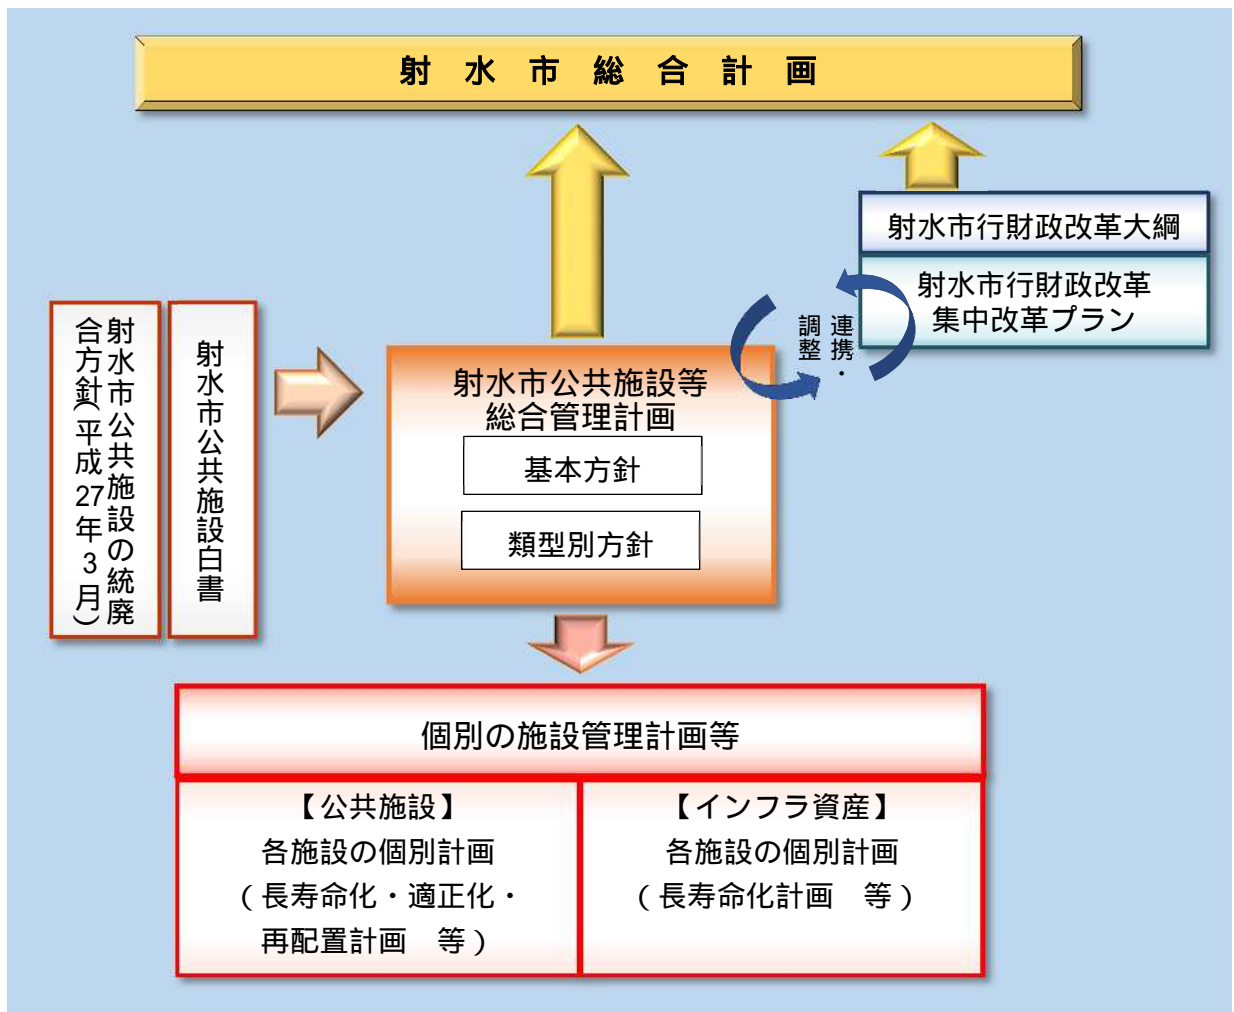 射水市総合計画
射水市行財政改革大綱
射水市行財政改革
集中改革プラン
連携・
調整
射水市公共施設の統廃
合方針(平成27年3月)
射水市公共施設白書
射水市公共施設等
総合管理計画
基本方針
類型別方針
個別の施設管理計画等
【公共施設】
各施設の個別計画
（長寿命化・適正化・
再配置計画　等）
【インフラ資産】
各施設の個別計画
（長寿命化計画　等）